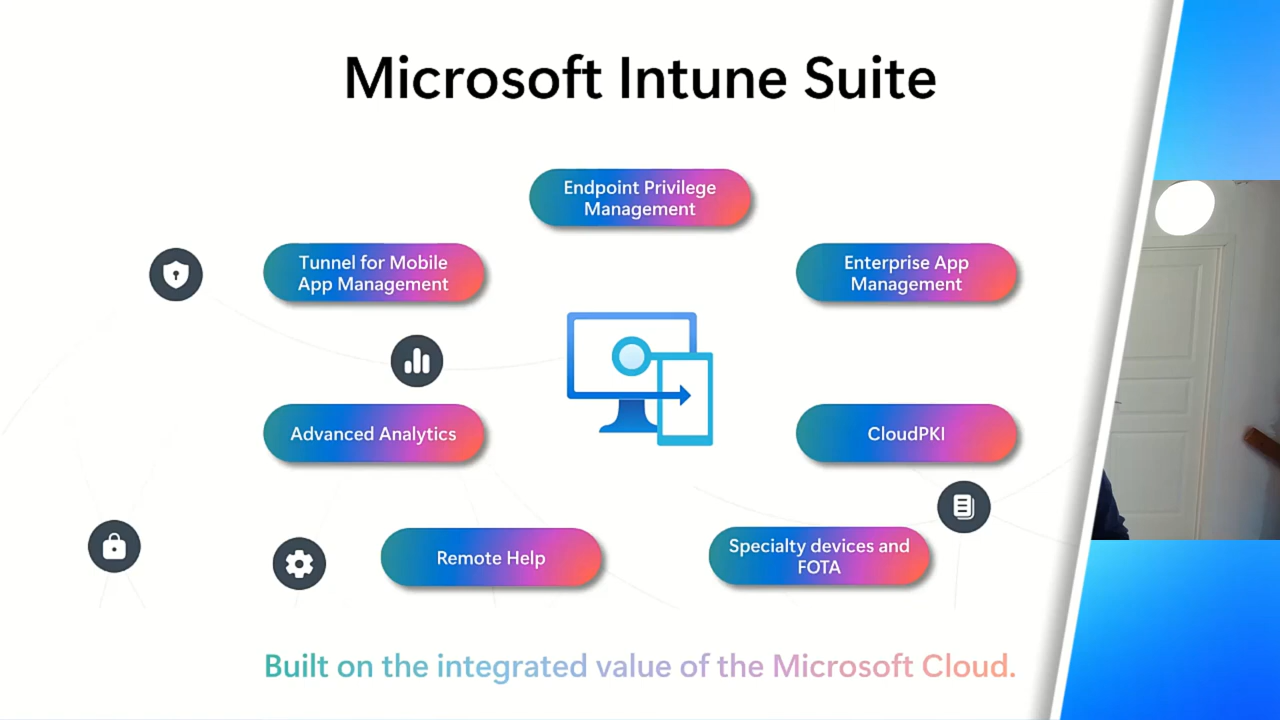 Microsoft Intune Suite
Endpoint Privilege
Management
Tunnel for Mobile
App Management
Enterprise App
Management
Advanced Analytics
CloudPKI
Remote Help
Specialty devices and
FOTA
Built on the integrated value of the Microsoft Cloud.